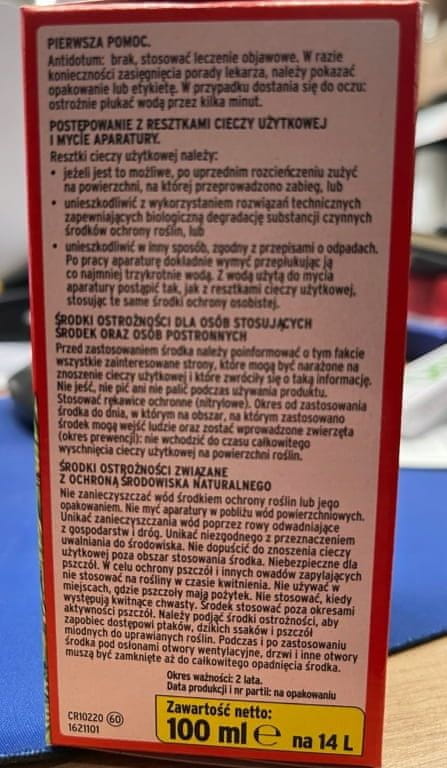 PIERWSZA POMOC.
Antidotum: brak, stosować leczenie objawowe. W razie
konieczności zasięgnięcia porady lekarza, należy pokazać
opakowanie lub etykietę. W przypadku dostania się do oczu:
ostrożnie płukać wodą przez kilka minut.
POSTĘPOWANIE Z RESZTKAMI CIECZY UŻYTKOWEJ
I MYCIE APARATURY.
Resztki cieczy użytkowej należy:
• jeżeli jest to możliwe, po uprzednim rozcieńczeniu zużyć
na powierzchni, na której przeprowadzono zabieg, lub
• unieszkodliwić z wykorzystaniem rozwiązań technicznych
zapewniających biologiczną degradację substancji czynnych
środków ochrony roślin, lub
• unieszkodliwić w inny sposób, zgodny z przepisami o odpadach.
Po pracy aparaturę dokładnie wymyć przepłukując ją
co najmniej trzykrotnie wodą. Z wodą użytą do mycia
aparatury postąpić tak, jak z resztkami cieczy użytkowej,
stosując te same środki ochrony osobistej.
ŚRODKI OSTROŻNOŚCI DLA OSÓB STOSUJĄCYCH
ŚRODEK ORAZ OSÓB POSTRONNYCH
Przed zastosowaniem środka należy poinformować o tym fakcie
wszystkie zainteresowane strony, które mogą być narażone na
znoszenie cieczy użytkowej i które zwróciły się o taką informację.
Nie jeść, nie pić ani nie palić podczas używania produktu.
Stosować rękawice ochronne (nitrylowe). Okres od zastosowania
środka do dnia, w którym na obszar, na którym zastosowano
środek mogą wejść ludzie oraz zostać wprowadzone zwierzęta
(okres prewencji): nie wchodzić do czasu całkowitego
wyschnięcia cieczy użytkowej na powierzchni roślin.
ŚRODKI OSTROŻNOŚCI ZWIĄZANE
Z OCHRONĄ ŚRODOWISKA NATURALNEGO
Nie zanieczyszczać wód środkiem ochrony roślin lub jego
opakowaniem. Nie myć aparatury w pobliżu wód powierzchniowych.
Unikać zanieczyszczania wód poprzez rowy odwadniające
z gospodarstw i dróg. Unikać niezgodnego z przeznaczeniem
uwalniania do środowiska. Nie dopuścić do znoszenia cieczy
użytkowej poza obszar stosowania środka. Niebezpieczne dla
pszczół. W celu ochrony pszczół i innych owadów zapylających
nie stosować na rośliny w czasie kwitnienia. Nie używać w
miejscach, gdzie pszczoły mają pożytek. Nie stosować, kiedy
występują kwitnące chwasty. Środek stosować poza okresami
aktywności pszczół. Należy podjąć środki ostrożności, aby
zapobiec dostępowi ptaków, dzikich ssaków i pszczół
miodnych do uprawianych roślin. Podczas i po zastosowaniu
środka pod osłonami otwory wentylacyjne, drzwi i inne otwory
muszą być zamknięte aż do całkowitego opadnięcia środka.
Okres ważności: 2 lata.
Data produkcji i nr partii: na opakowaniu
CR10220 60
1621101
Zawartość netto:
100 ml e na 14 L